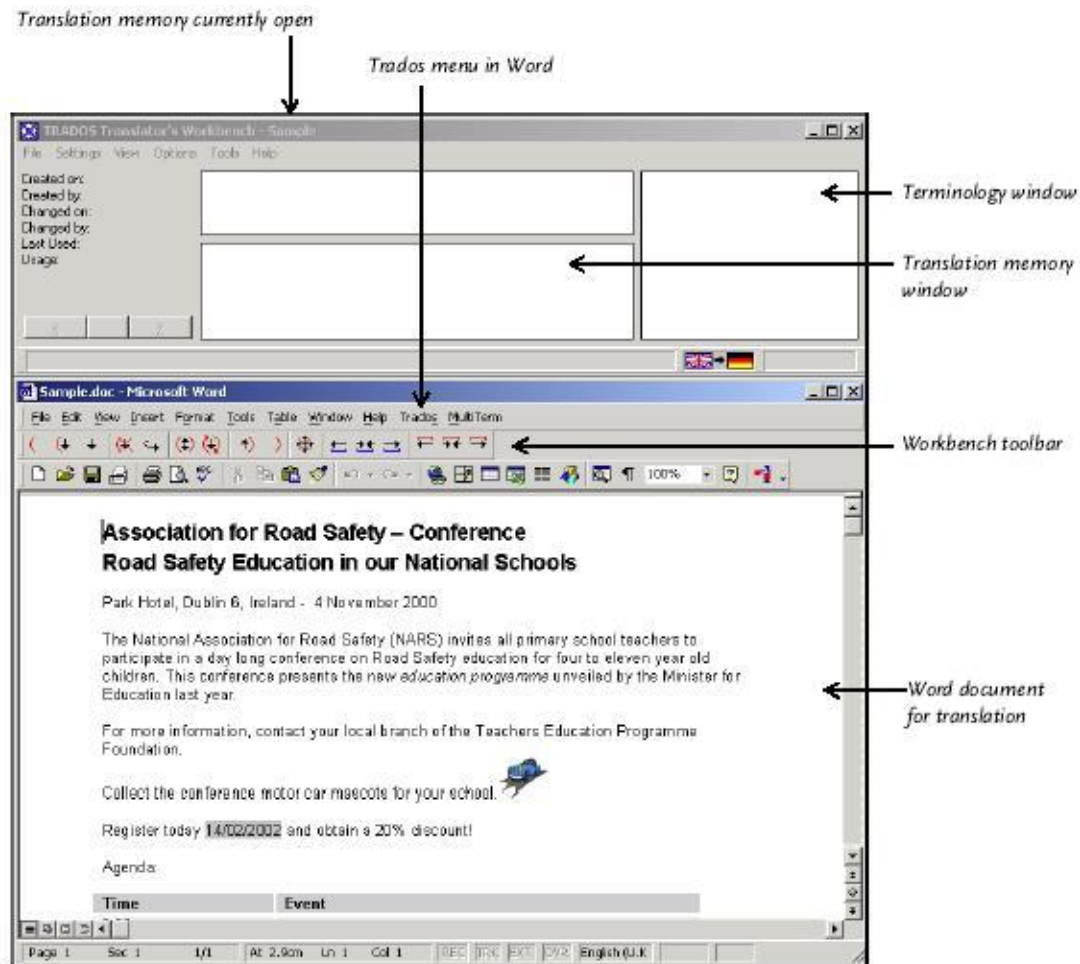 Translation memory currently open
Trados menu in Word
TRADOS Translator's Workbench - Sample
File Settings View Options Tools Help
Created on:
Created by:
Changed on:
Changed by:
Last Used:
Usage:
Terminology window
Translation memory
window
Sample.doc - Microsoft Word
File Edit View Insert Format Tools Table Window Help Trados MultiTerm
Workbench toolbar
100%
Association for Road Safety – Conference
Road Safety Education in our National Schools
Park Hotel, Dublin 6, Ireland - 4 November 2000
The National Association for Road Safety (NARS) invites all primary school teachers to
participate in a day long conference on Road Safety education for four to eleven year old
children. This conference presents the new education programme unveiled by the Minister for
Education last year.
Word document
for translation
For more information, contact your local branch of the Teachers Education Programme
Foundation.
Collect the conference motor car mascots for your school.
Register today 14/02/2002 and obtain a 20% discount!
Agenda:
Time Event
Page 1 Sec 1 1/1 At 2.9cm Ln 1 Col 1 REC TRK EXT OVR English (U.K